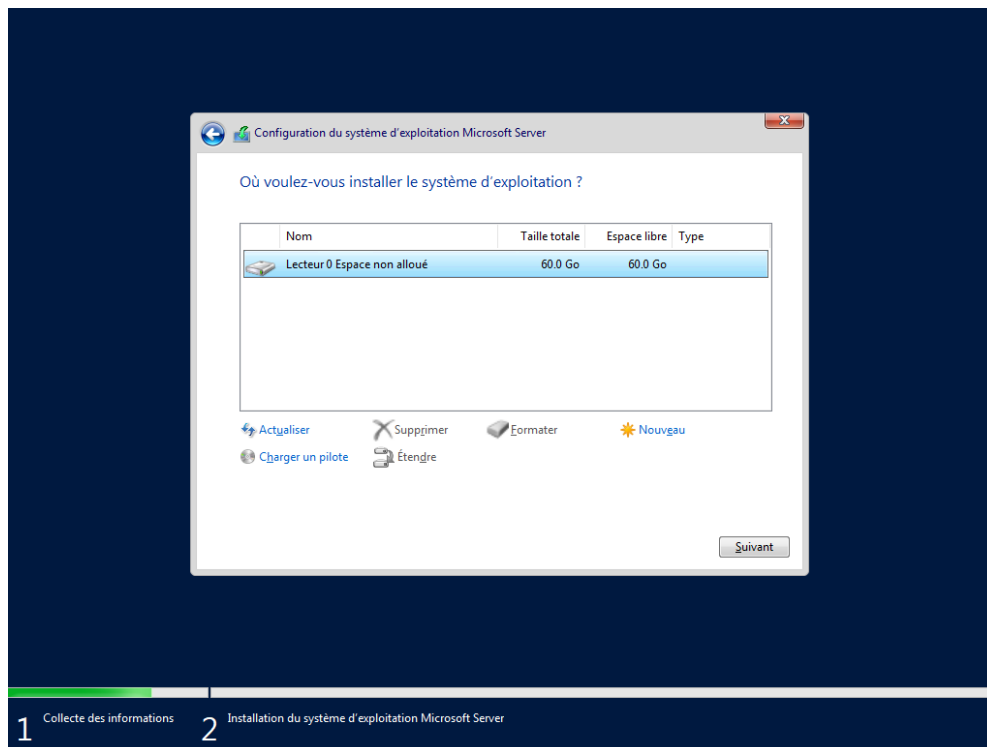 Configuration du système d'exploitation Microsoft Server
Où voulez-vous installer le système d'exploitation ?
Nom Taille totale Espace libre Type
Lecteur 0 Espace non alloué 60.0 Go 60.0 Go
Actualiser Supprimer Formater Nouveau
Charger un pilote Étendre
Suivant
1 Collecte des informations 2 Installation du système d'exploitation Microsoft Server